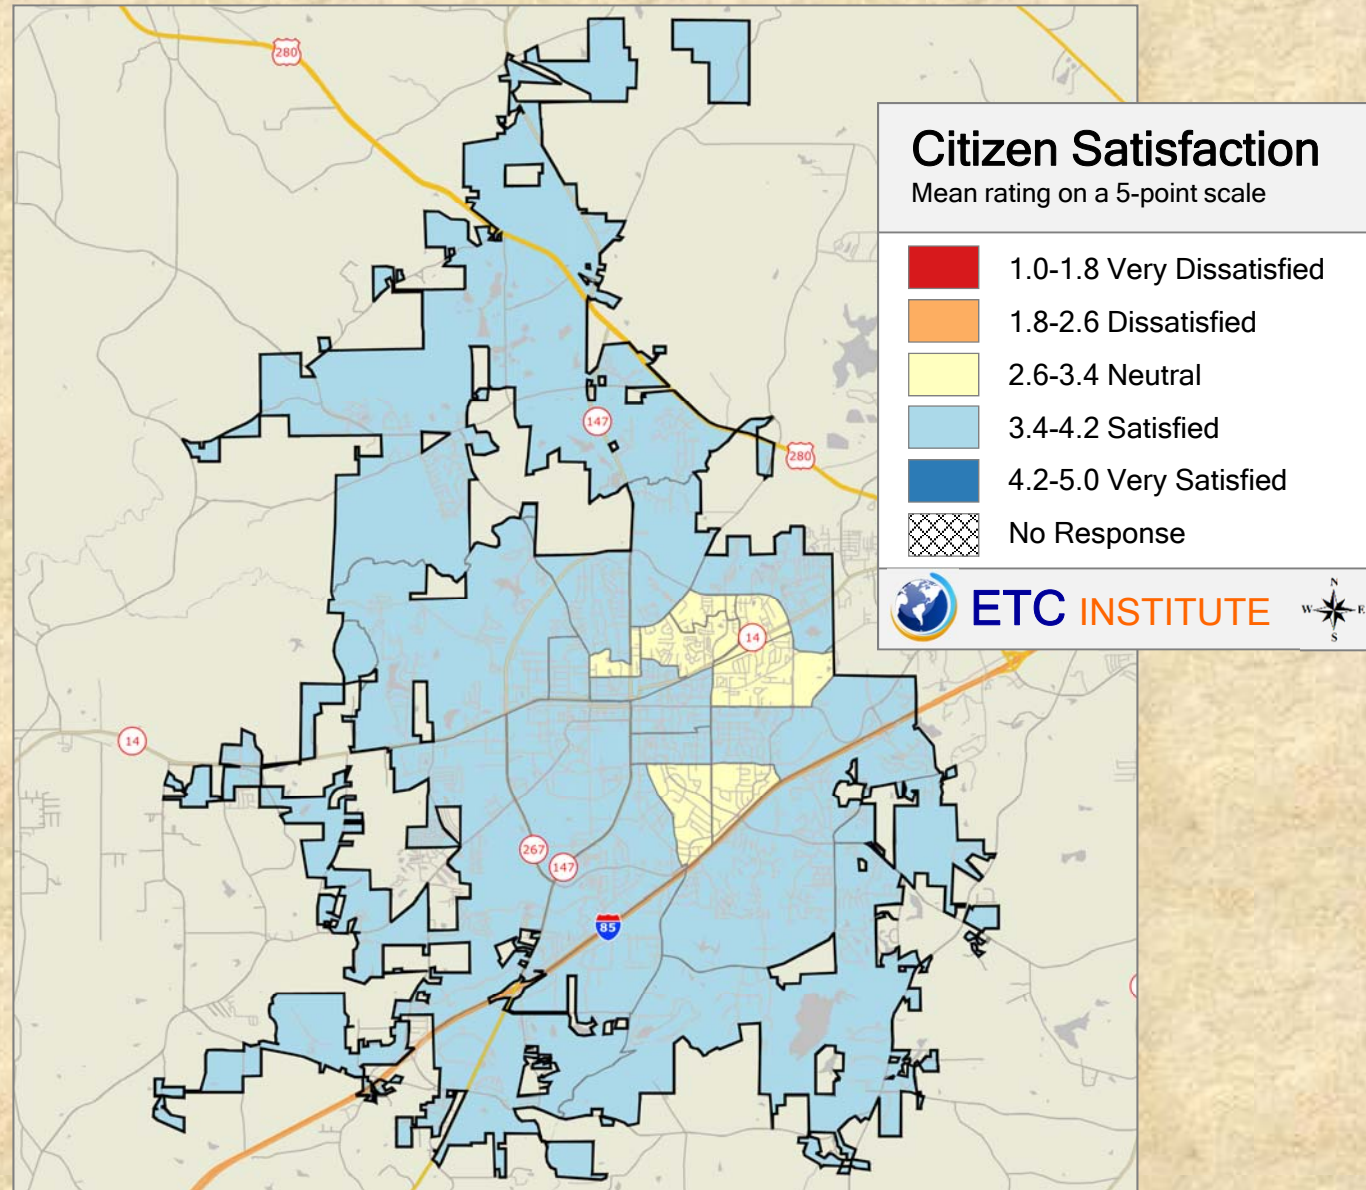 280
Citizen Satisfaction
Mean rating on a 5-point scale
1.0-1.8 Very Dissatisfied
1.8-2.6 Dissatisfied
2.6-3.4 Neutral
3.4-4.2 Satisfied
4.2-5.0 Very Satisfied
No Response
ETC INSTITUTE
N
W E
S
147
280
14
14
267
147
85